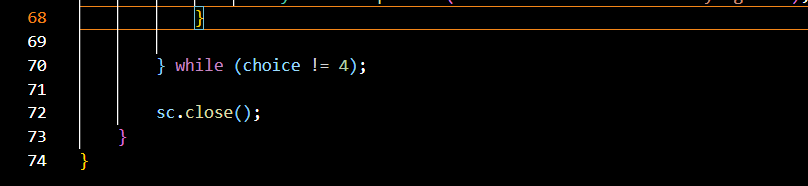 68 }
69
70 } while (choice != 4);
71
72 sc.close();
73 }
74 }